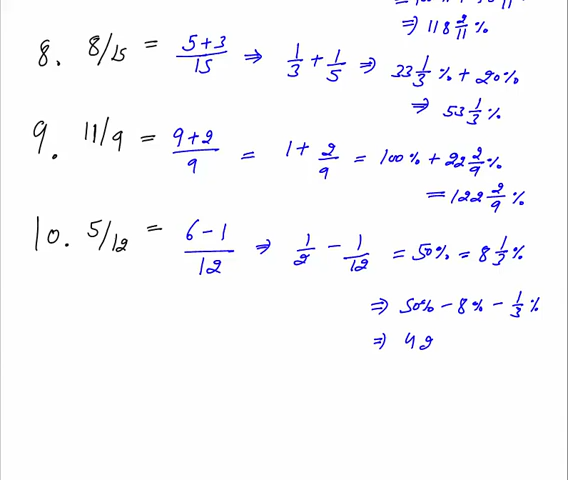 ⇒ 118 2/11 %
8. 8/15 = (5+3)/15 ⇒ 1/3 + 1/5 ⇒ 33 1/3 % + 20%
⇒ 53 1/3 %
9. 11/9 = (9+2)/9 = 1 + 2/9 = 100% + 22 2/9 %
= 122 2/9 %
10. 5/12 = (6-1)/12 ⇒ 1/2 - 1/12 = 50% = 8 1/3 %
⇒ 50% - 8% - 1/3 %
⇒ 42